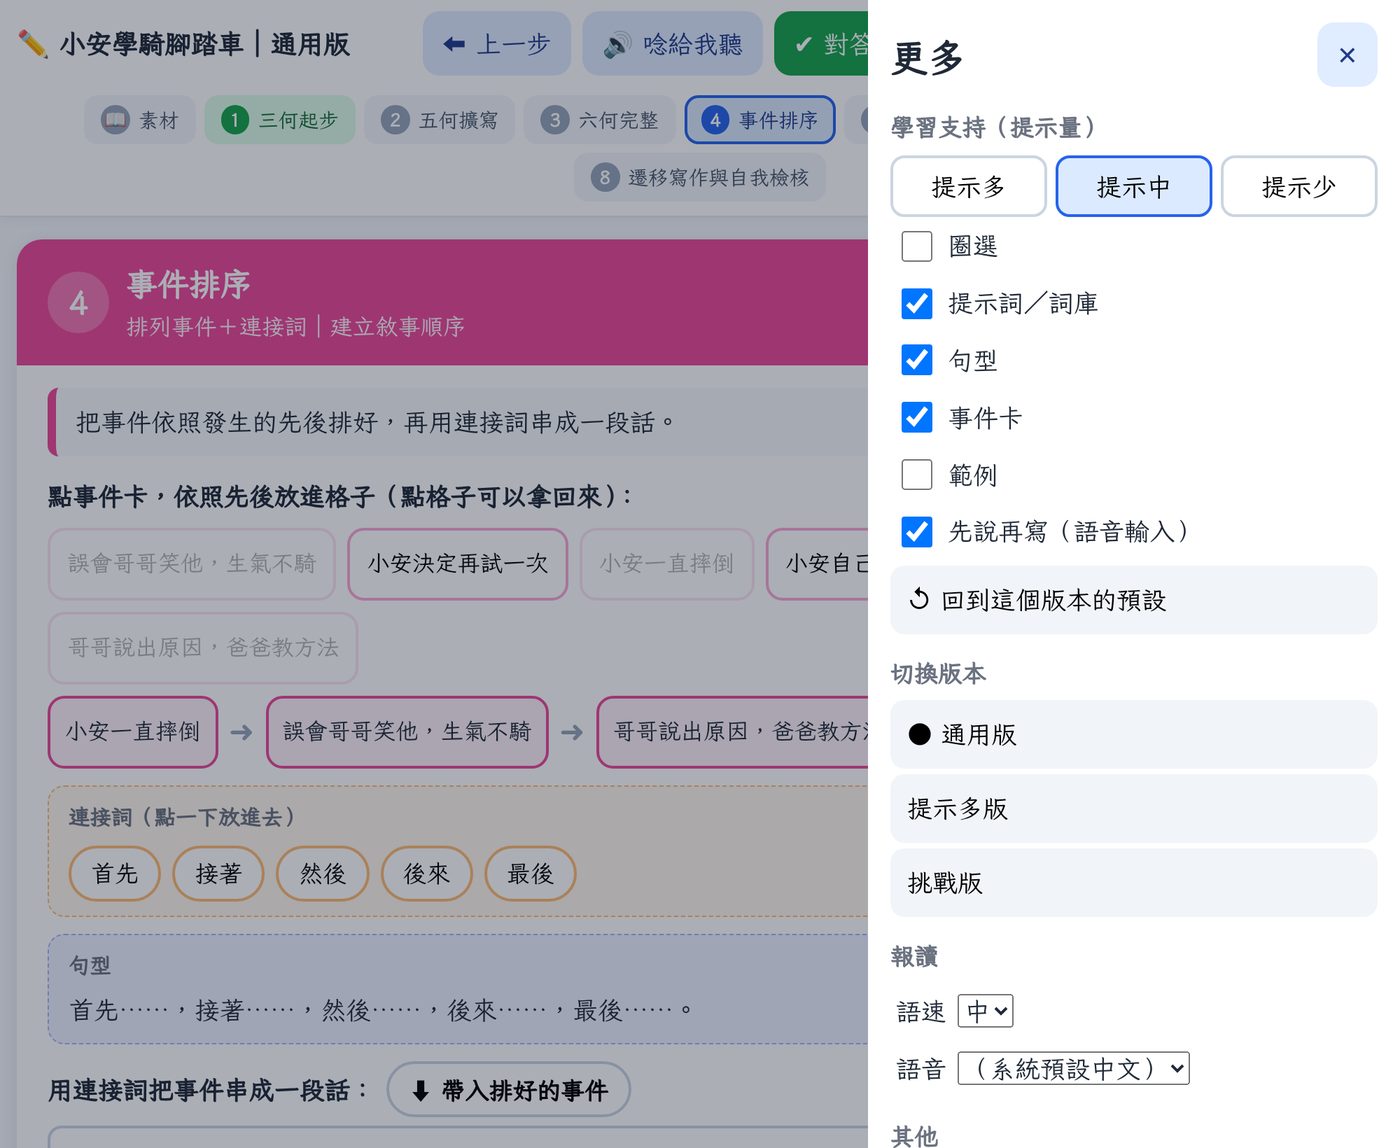 小安學騎腳踏車｜通用版
上一步
唸給我聽
✔ 對答
素材
1 三何起步
2 五何擴寫
3 六何完整
4 事件排序
8 遷移寫作與自我檢核
4
事件排序
排列事件＋連接詞｜建立敘事順序
把事件依照發生的先後排好，再用連接詞串成一段話。
點事件卡，依照先後放進格子（點格子可以拿回來）：
誤會哥哥笑他，生氣不騎
小安決定再試一次
小安一直摔倒
小安自己
哥哥說出原因，爸爸教方法
小安一直摔倒 → 誤會哥哥笑他，生氣不騎 → 哥哥說出原因，爸爸教方
連接詞（點一下放進去）
首先 接著 然後 後來 最後
句型
首先……，接著……，然後……，後來……，最後……。
用連接詞把事件串成一段話：
⬇ 帶入排好的事件
更多
×
學習支持（提示量）
提示多 提示中 提示少
圈選
提示詞／詞庫
句型
事件卡
範例
先說再寫（語音輸入）
回到這個版本的預設
切換版本
● 通用版
提示多版
挑戰版
報讀
語速 中
語音 （系統預設中文）
其他